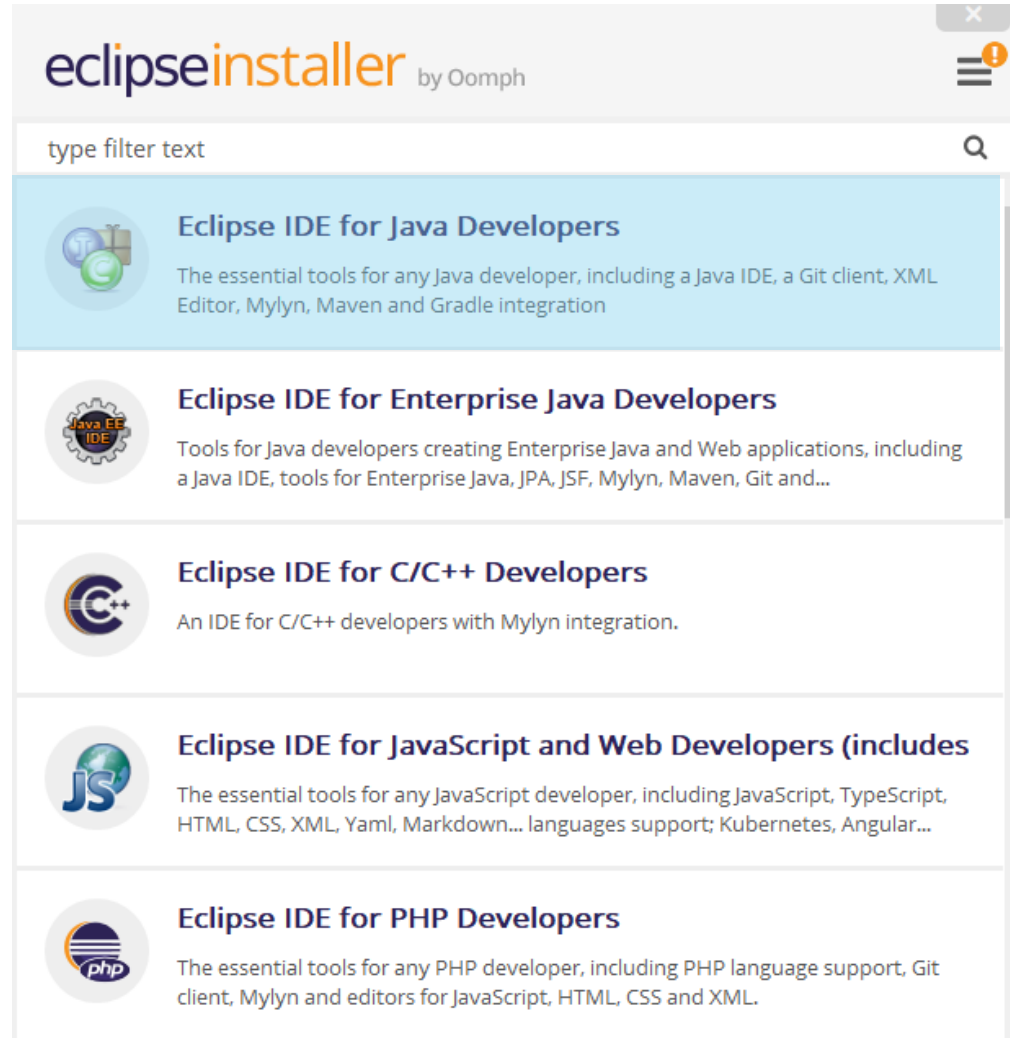 eclipseinstaller by Oomph
type filter text
Eclipse IDE for Java Developers
The essential tools for any Java developer, including a Java IDE, a Git client, XML
Editor, Mylyn, Maven and Gradle integration
Java EE
IDE
Eclipse IDE for Enterprise Java Developers
Tools for Java developers creating Enterprise Java and Web applications, including
a Java IDE, tools for Enterprise Java, JPA, JSF, Mylyn, Maven, Git and...
C++
Eclipse IDE for C/C++ Developers
An IDE for C/C++ developers with Mylyn integration.
JS
Eclipse IDE for JavaScript and Web Developers (includes
The essential tools for any JavaScript developer, including JavaScript, TypeScript,
HTML, CSS, XML, Yaml, Markdown... languages support; Kubernetes, Angular...
php
Eclipse IDE for PHP Developers
The essential tools for any PHP developer, including PHP language support, Git
client, Mylyn and editors for JavaScript, HTML, CSS and XML.